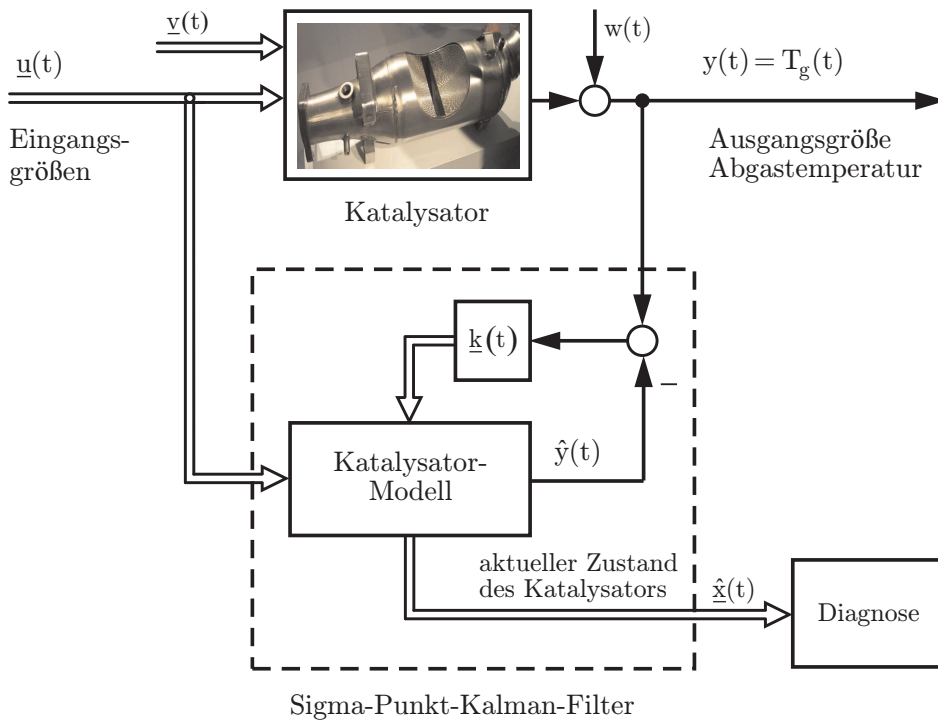 v(t)
w(t)
u(t)
y(t) = T_g(t)
Eingangs-
größen
Ausgangsgröße
Abgastemperatur
Katalysator
k(t)
–
Katalysator-
Modell
ŷ(t)
aktueller Zustand
des Katalysators
x̂(t)
Diagnose
Sigma-Punkt-Kalman-Filter